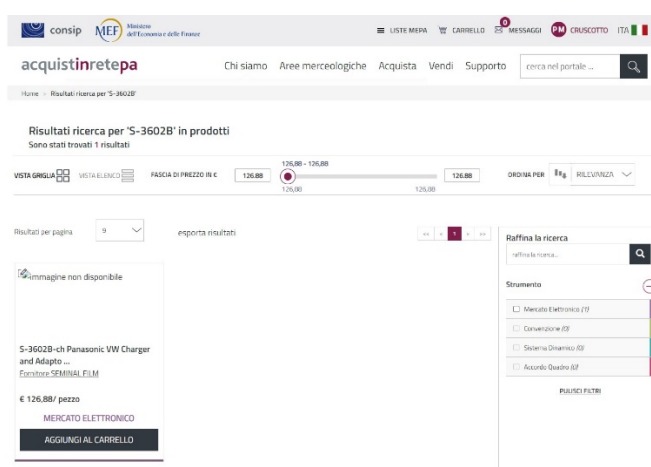 consip MEF Ministero dell'Economia e delle Finanze
LISTE MEPA CARRELLO 0 MESSAGGI PM CRUSCOTTO ITA
acquistinretepa Chi siamo Aree merceologiche Acquista Vendi Supporto cerca nel portale ...
Home > Risultati ricerca per 'S-3602B'
Risultati ricerca per 'S-3602B' in prodotti
Sono stati trovati 1 risultati
126,88 - 126,88
VISTA GRIGLIA VISTA ELENCO FASCIA DI PREZZO IN € 126.88 126.88 ORDINA PER RILEVANZA
126,88 126,88
Risultati per pagina 9 esporta risultati << < 1 > >>
Raffina la ricerca
raffina la ricerca...
Strumento
Mercato Elettronico (1)
Convenzione (0)
Sistema Dinamico (0)
Accordo Quadro (0)
PULISCI FILTRI
immagine non disponibile
S-3602B-ch Panasonic VW Charger
and Adapto ...
Fornitore SEMINAL FILM
€ 126,88/ pezzo
MERCATO ELETTRONICO
AGGIUNGI AL CARRELLO